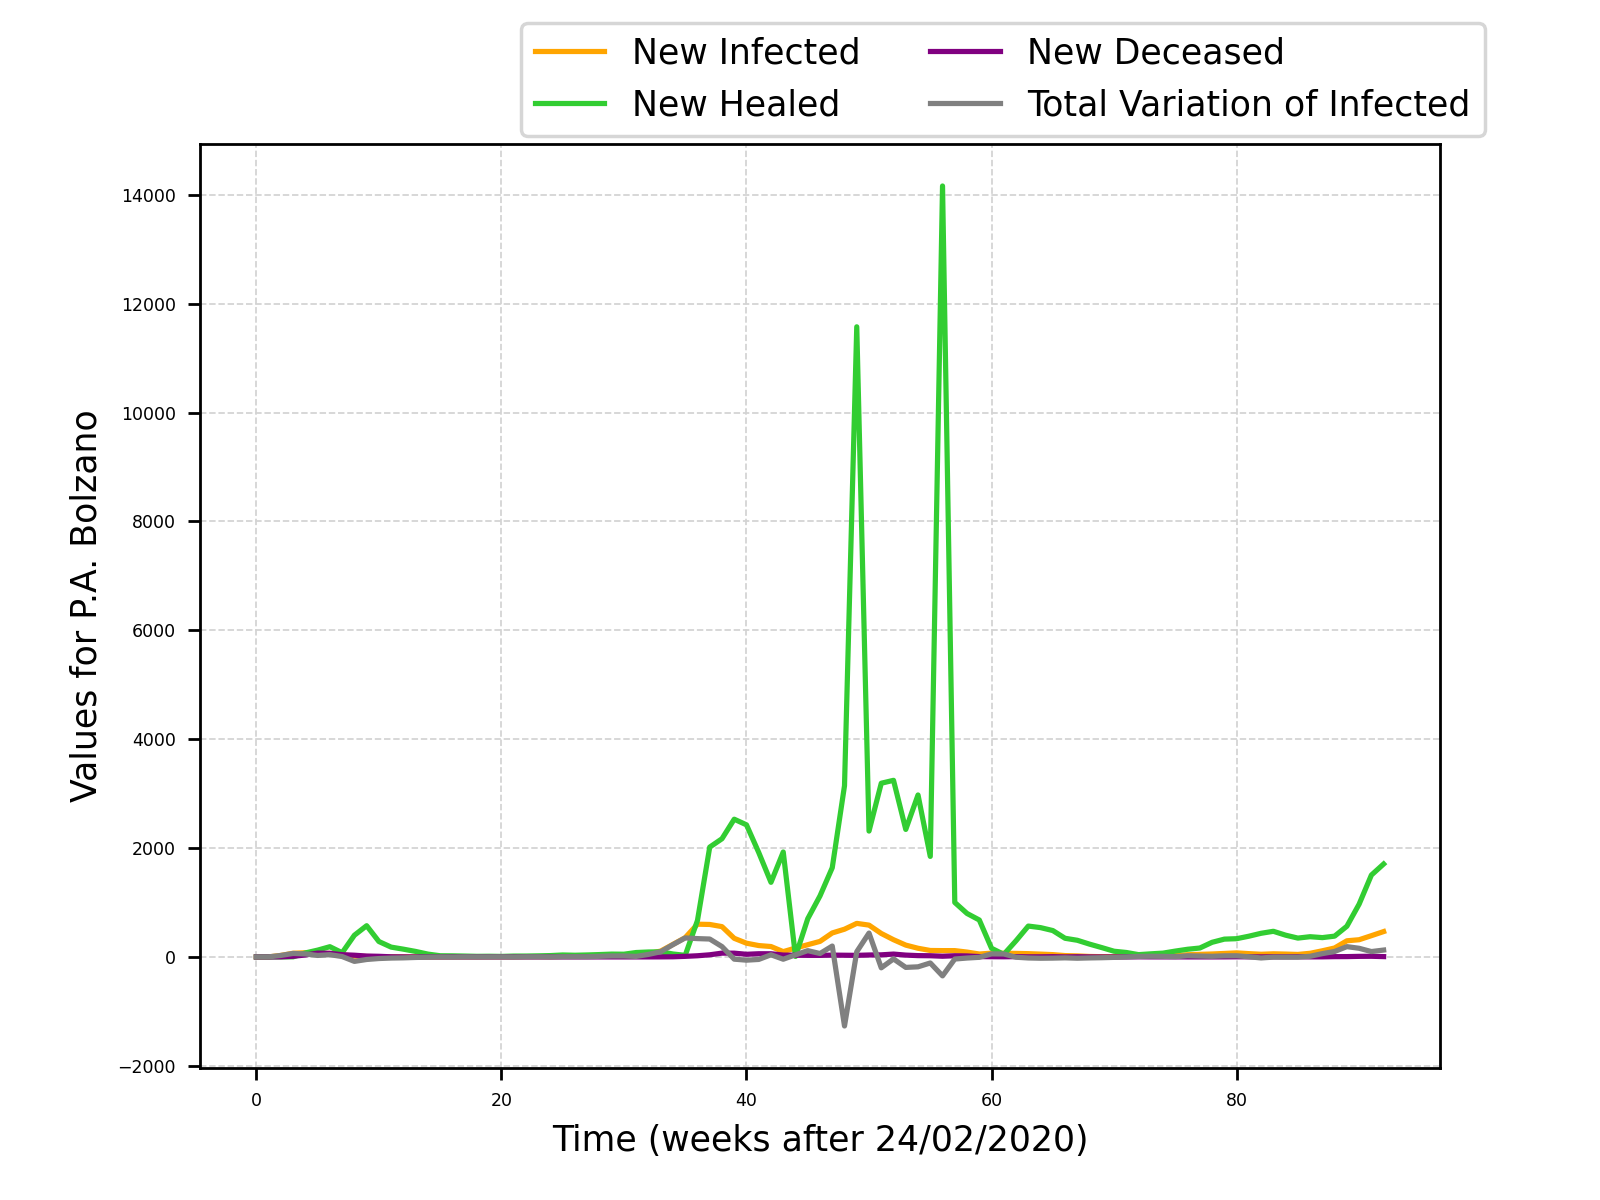 New Infected
New Healed
New Deceased
Total Variation of Infected
14000
12000
10000
8000
6000
4000
2000
0
−2000
0 20 40 60 80
Values for P.A. Bolzano
Time (weeks after 24/02/2020)